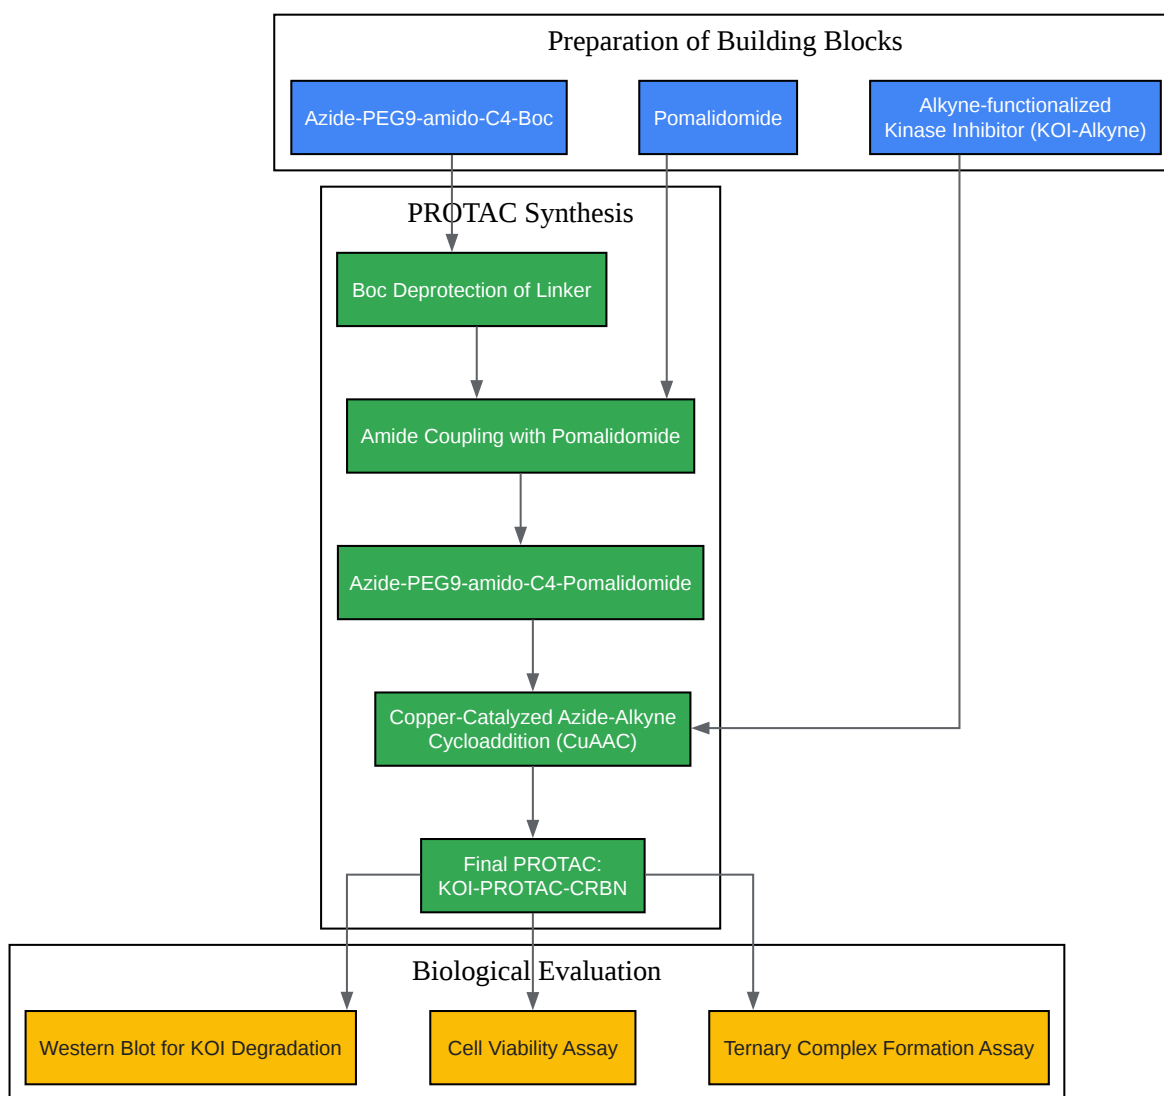 Preparation of Building Blocks
Azide-PEG9-amido-C4-Boc
Pomalidomide
Alkyne-functionalized
Kinase Inhibitor (KOI-Alkyne)
PROTAC Synthesis
Boc Deprotection of Linker
Amide Coupling with Pomalidomide
Azide-PEG9-amido-C4-Pomalidomide
Copper-Catalyzed Azide-Alkyne
Cycloaddition (CuAAC)
Final PROTAC:
KOI-PROTAC-CRBN
Biological Evaluation
Western Blot for KOI Degradation
Cell Viability Assay
Ternary Complex Formation Assay